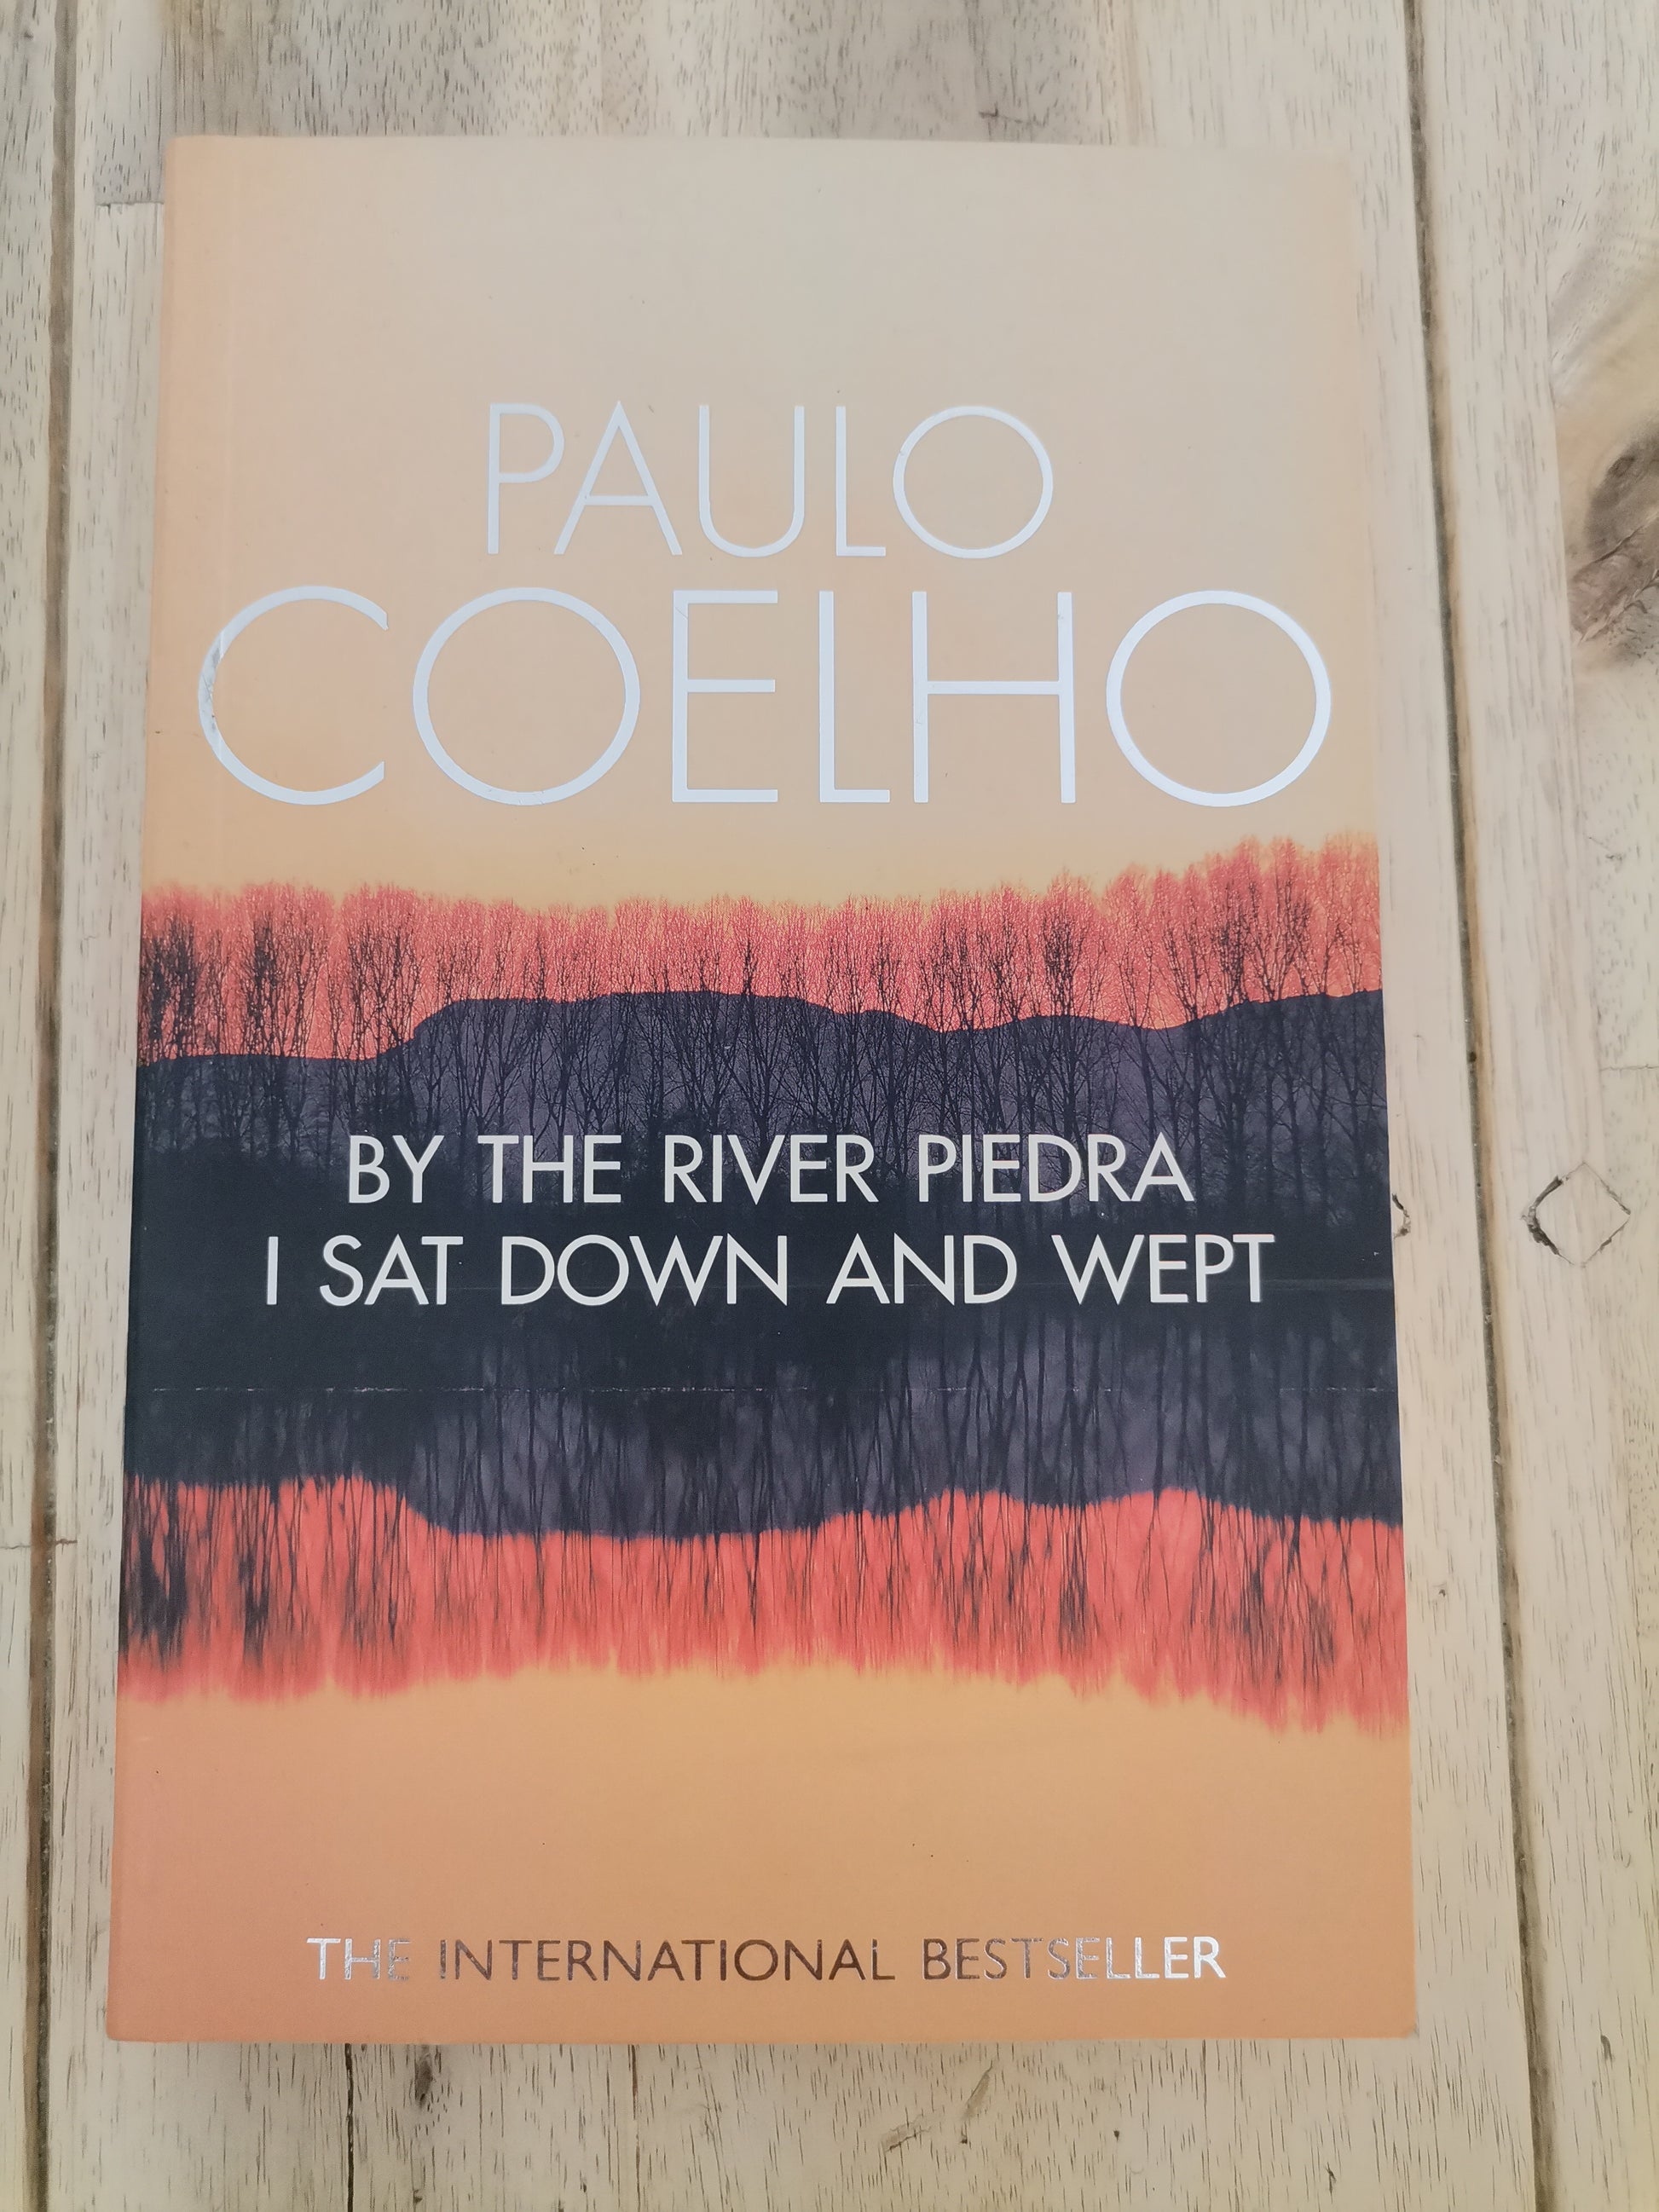 PAULO
COELHO
BY THE RIVER PIEDRA
I SAT DOWN AND WEPT
THE INTERNATIONAL BESTSELLER